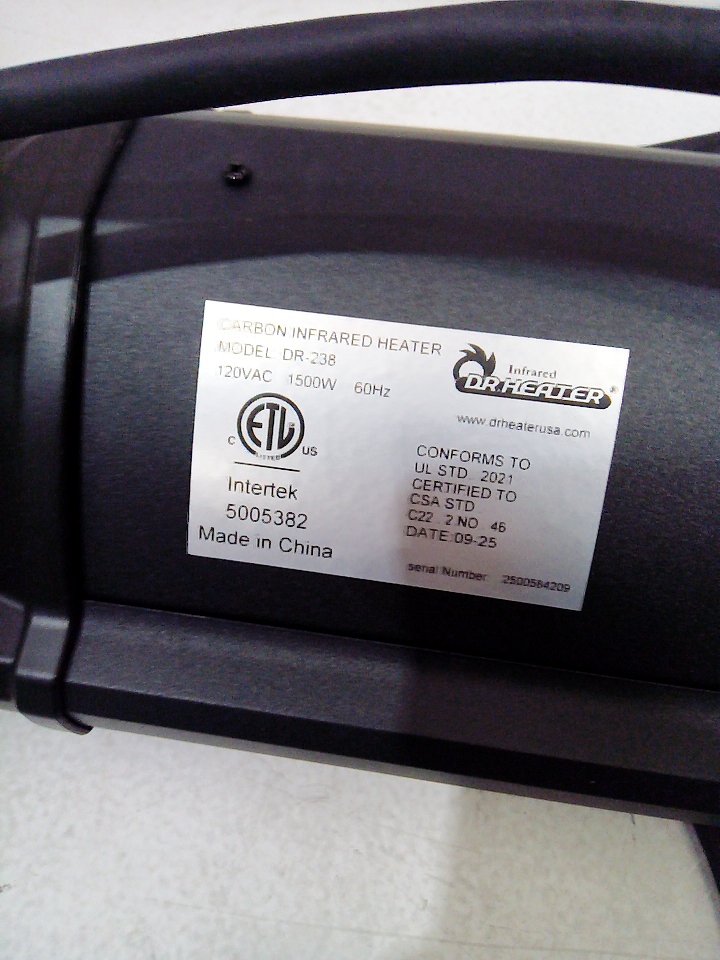 CARBON INFRARED HEATER
MODEL: DR-238
120VAC 1500W 60Hz
C ETL US
LISTED
Intertek
5005382
Made in China
Infrared
DR.HEATER®
www.drheaterusa.com
CONFORMS TO
UL STD. 2021
CERTIFIED TO
CSA STD
C22 . 2 NO. 46
DATE:09-25
serial Number 2500584209